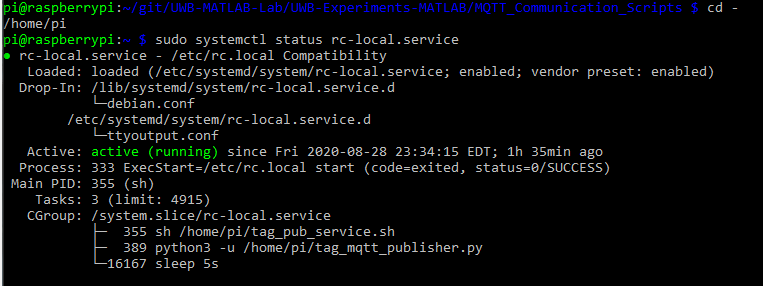 pi@raspberrypi:~/git/UWB-MATLAB-Lab/UWB-Experiments-MATLAB/MQTT_Communication_Scripts $ cd -
/home/pi
pi@raspberrypi:~ $ sudo systemctl status rc-local.service
● rc-local.service - /etc/rc.local Compatibility
   Loaded: loaded (/etc/systemd/system/rc-local.service; enabled; vendor preset: enabled)
  Drop-In: /lib/systemd/system/rc-local.service.d
           └─debian.conf
        /etc/systemd/system/rc-local.service.d
           └─ttyoutput.conf
   Active: active (running) since Fri 2020-08-28 23:34:15 EDT; 1h 35min ago
  Process: 333 ExecStart=/etc/rc.local start (code=exited, status=0/SUCCESS)
 Main PID: 355 (sh)
    Tasks: 3 (limit: 4915)
   CGroup: /system.slice/rc-local.service
           ├─  355 sh /home/pi/tag_pub_service.sh
           ├─  389 python3 -u /home/pi/tag_mqtt_publisher.py
           └─16167 sleep 5s